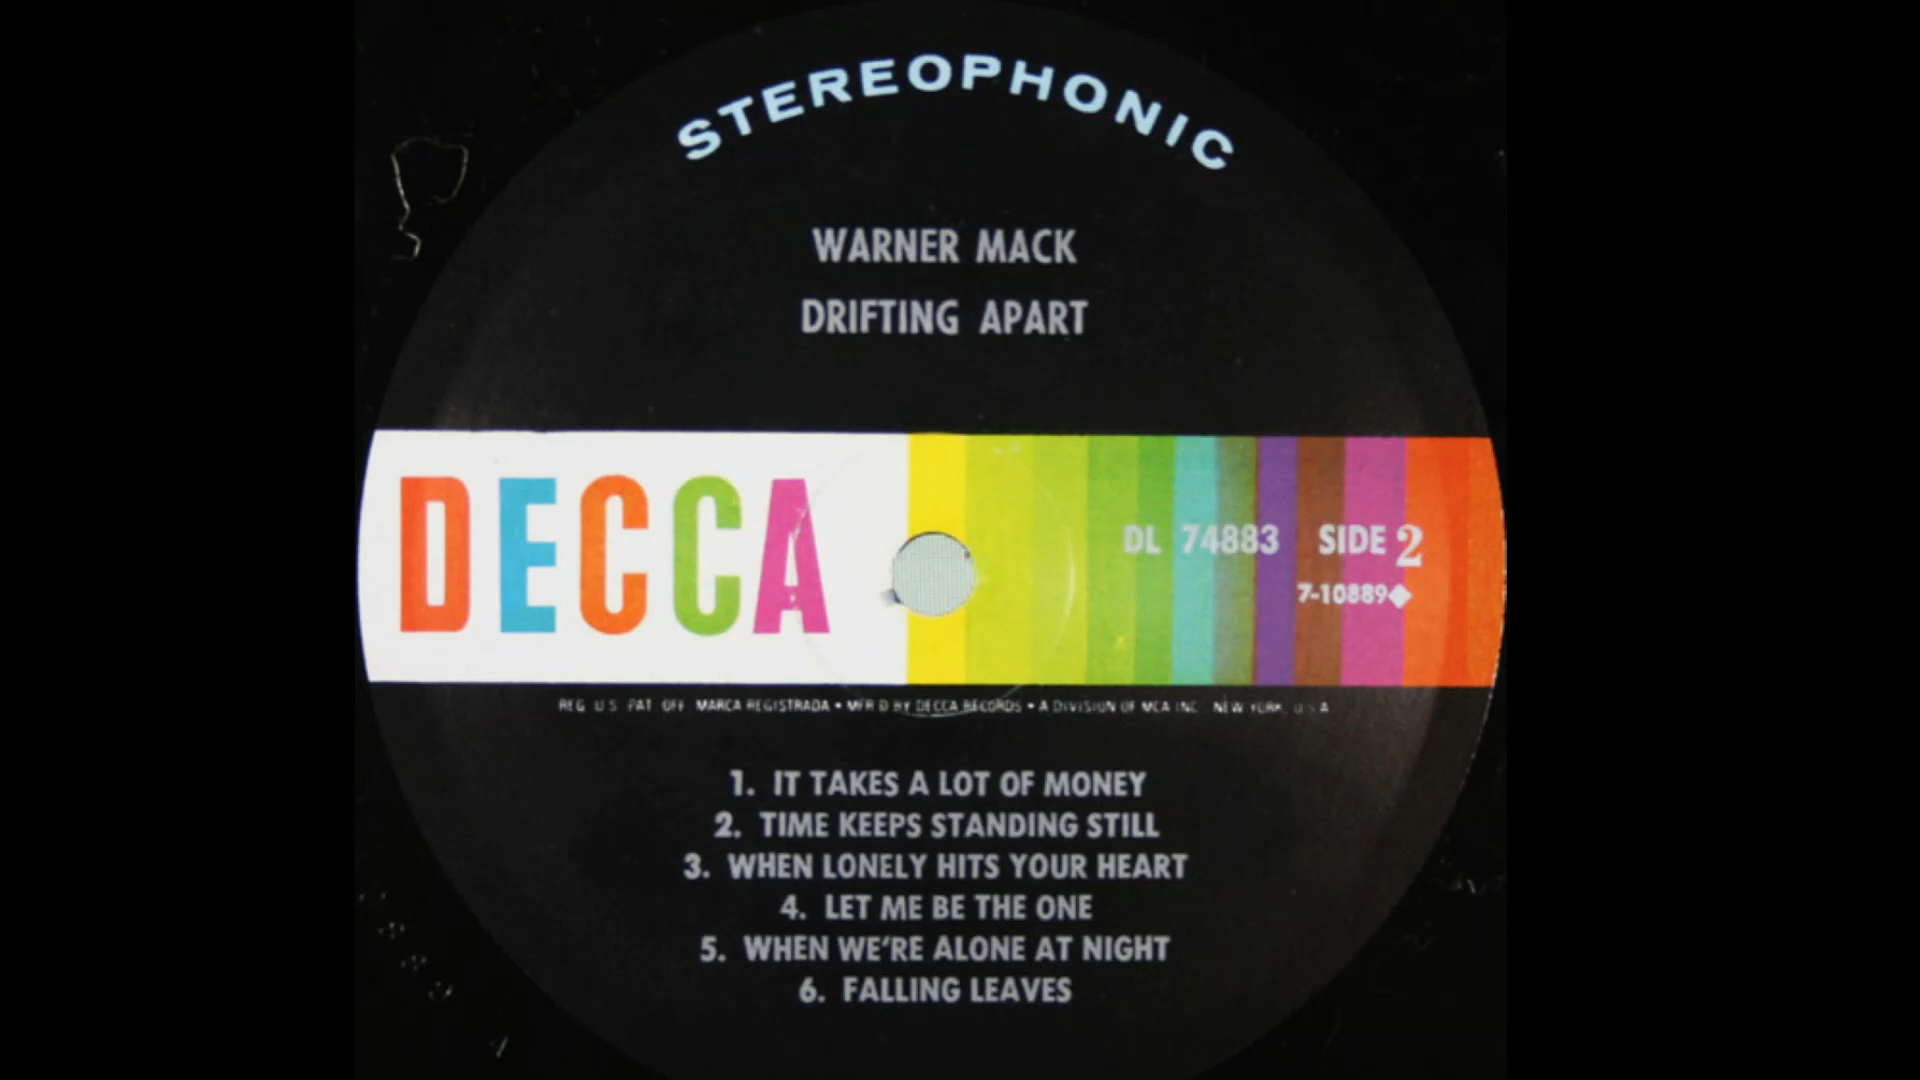 STEREOPHONIC
WARNER MACK
DRIFTING APART
DECCA
DL 74883 SIDE 2
7-10889◆
REG. U.S. PAT. OFF. MARCA REGISTRADA • MFR'D BY DECCA RECORDS • A DIVISION OF MCA INC. NEW YORK, U.S.A.
1. IT TAKES A LOT OF MONEY
2. TIME KEEPS STANDING STILL
3. WHEN LONELY HITS YOUR HEART
4. LET ME BE THE ONE
5. WHEN WE'RE ALONE AT NIGHT
6. FALLING LEAVES